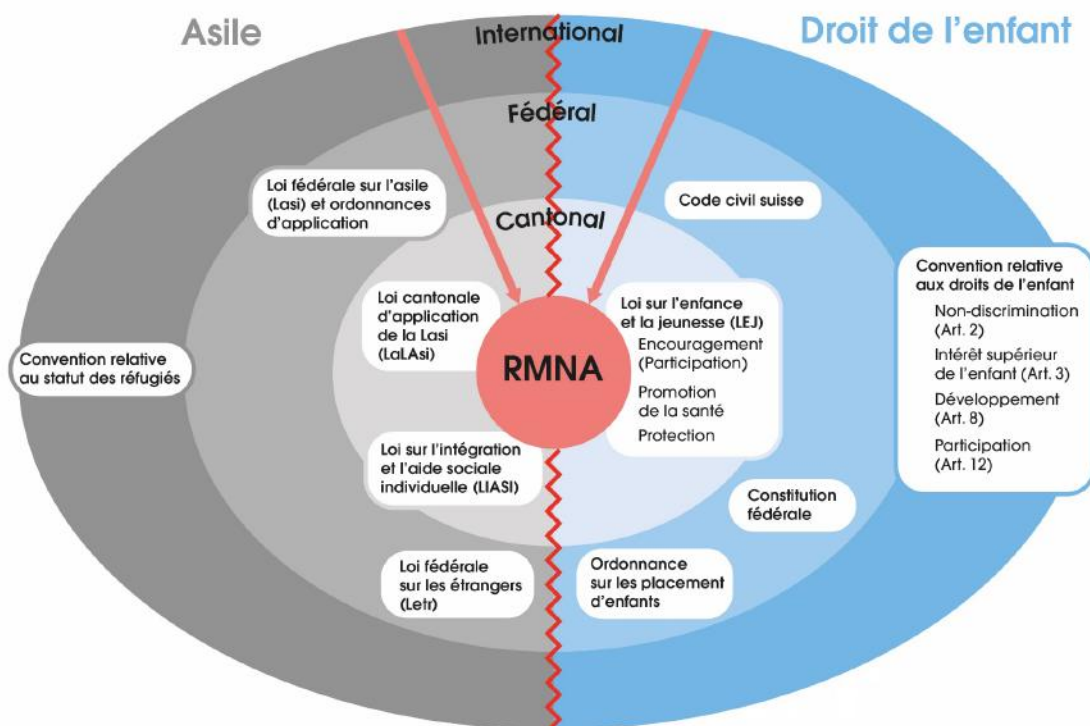 Asile
International
Droit de l'enfant
Fédéral
Loi fédérale sur l'asile
(Lasi) et ordonnances
d'application
Code civil suisse
Cantonal
Convention relative
aux droits de l'enfant
Non-discrimination
(Art. 2)
Intérêt supérieur
de l'enfant (Art. 3)
Développement
(Art. 8)
Participation
(Art. 12)
Loi cantonale
d'application
de la Lasi
(LaLAsi)
Loi sur l'enfance
et la jeunesse (LEJ)
Encouragement
(Participation)
Promotion
de la santé
Protection
Convention relative
au statut des réfugiés
RMNA
Loi sur l'intégration
et l'aide sociale
individuelle (LIASI)
Constitution
fédérale
Loi fédérale
sur les étrangers
(Letr)
Ordonnance
sur les placement
d'enfants